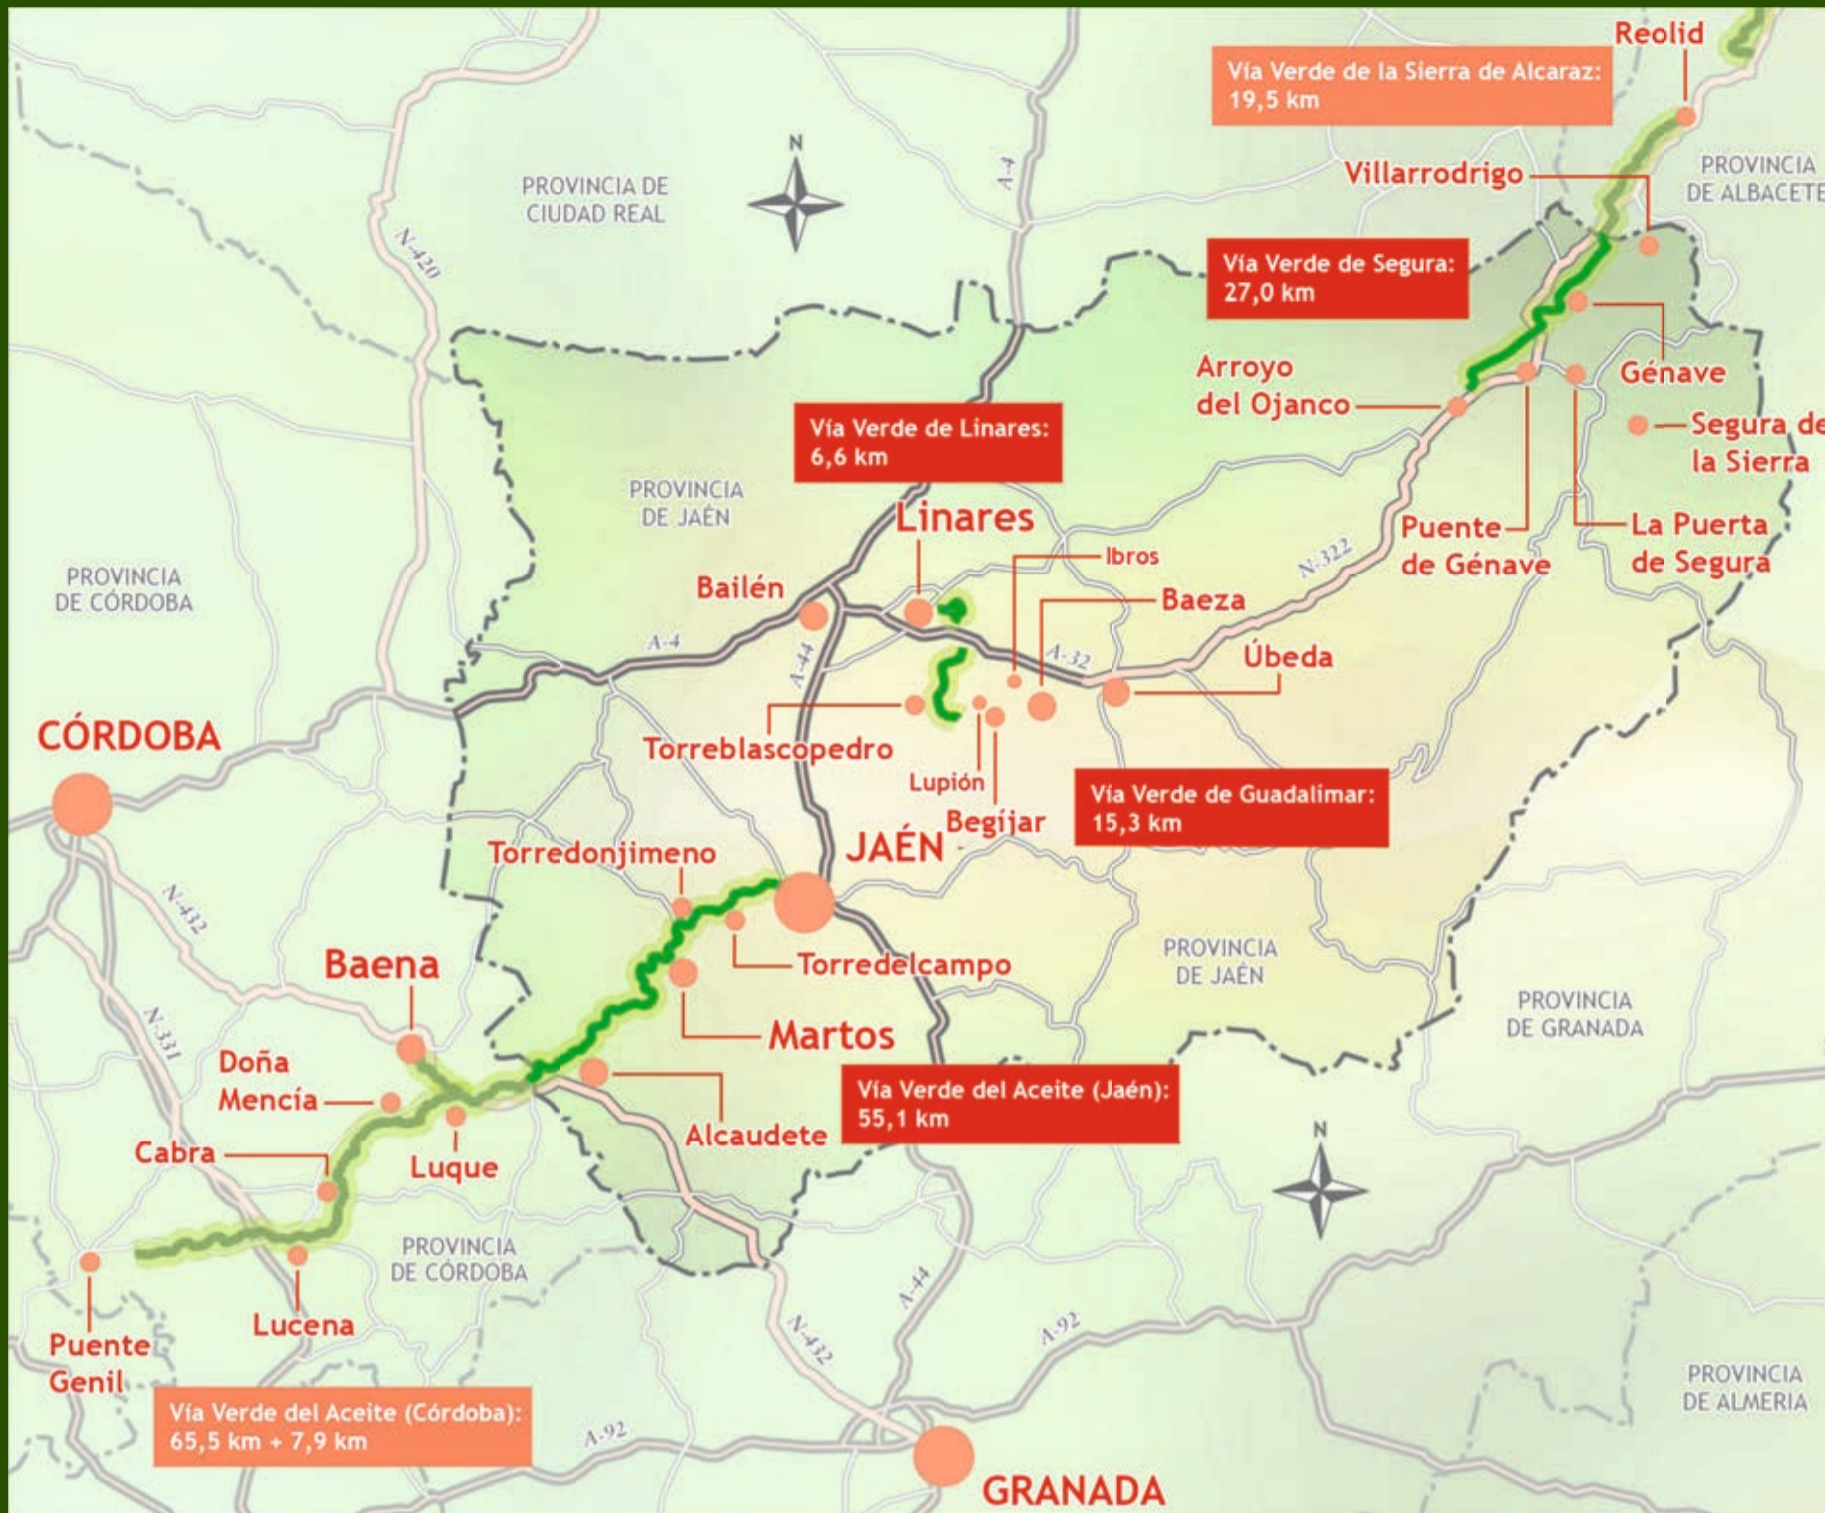 Reolid
Vía Verde de la Sierra de Alcaraz:
19,5 km
N
Villarrodrigo
PROVINCIA
DE ALBACETE
PROVINCIA DE
CIUDAD REAL
A-4
N-420
Vía Verde de Segura:
27,0 km
Arroyo
del Ojanco
Génave
Segura de
la Sierra
Vía Verde de Linares:
6,6 km
PROVINCIA
DE JAÉN
Linares
Puente
de Génave
La Puerta
de Segura
Ibros
N-322
Bailén
Baeza
PROVINCIA
DE CÓRDOBA
A-4
A-44
A-32
Úbeda
CÓRDOBA
Torreblascopedro
Lupión
Begíjar
Vía Verde de Guadalimar:
15,3 km
JAÉN
Torredonjimeno
N-432
Baena
Torredelcampo
PROVINCIA
DE JAÉN
PROVINCIA
DE GRANADA
N-331
Martos
Doña
Mencía
Vía Verde del Aceite (Jaén):
55,1 km
Alcaudete
N
Cabra
Luque
PROVINCIA
DE CÓRDOBA
A-44
Lucena
N-432
A-92
Puente
Genil
PROVINCIA
DE ALMERIA
Vía Verde del Aceite (Córdoba):
65,5 km + 7,9 km
A-92
GRANADA